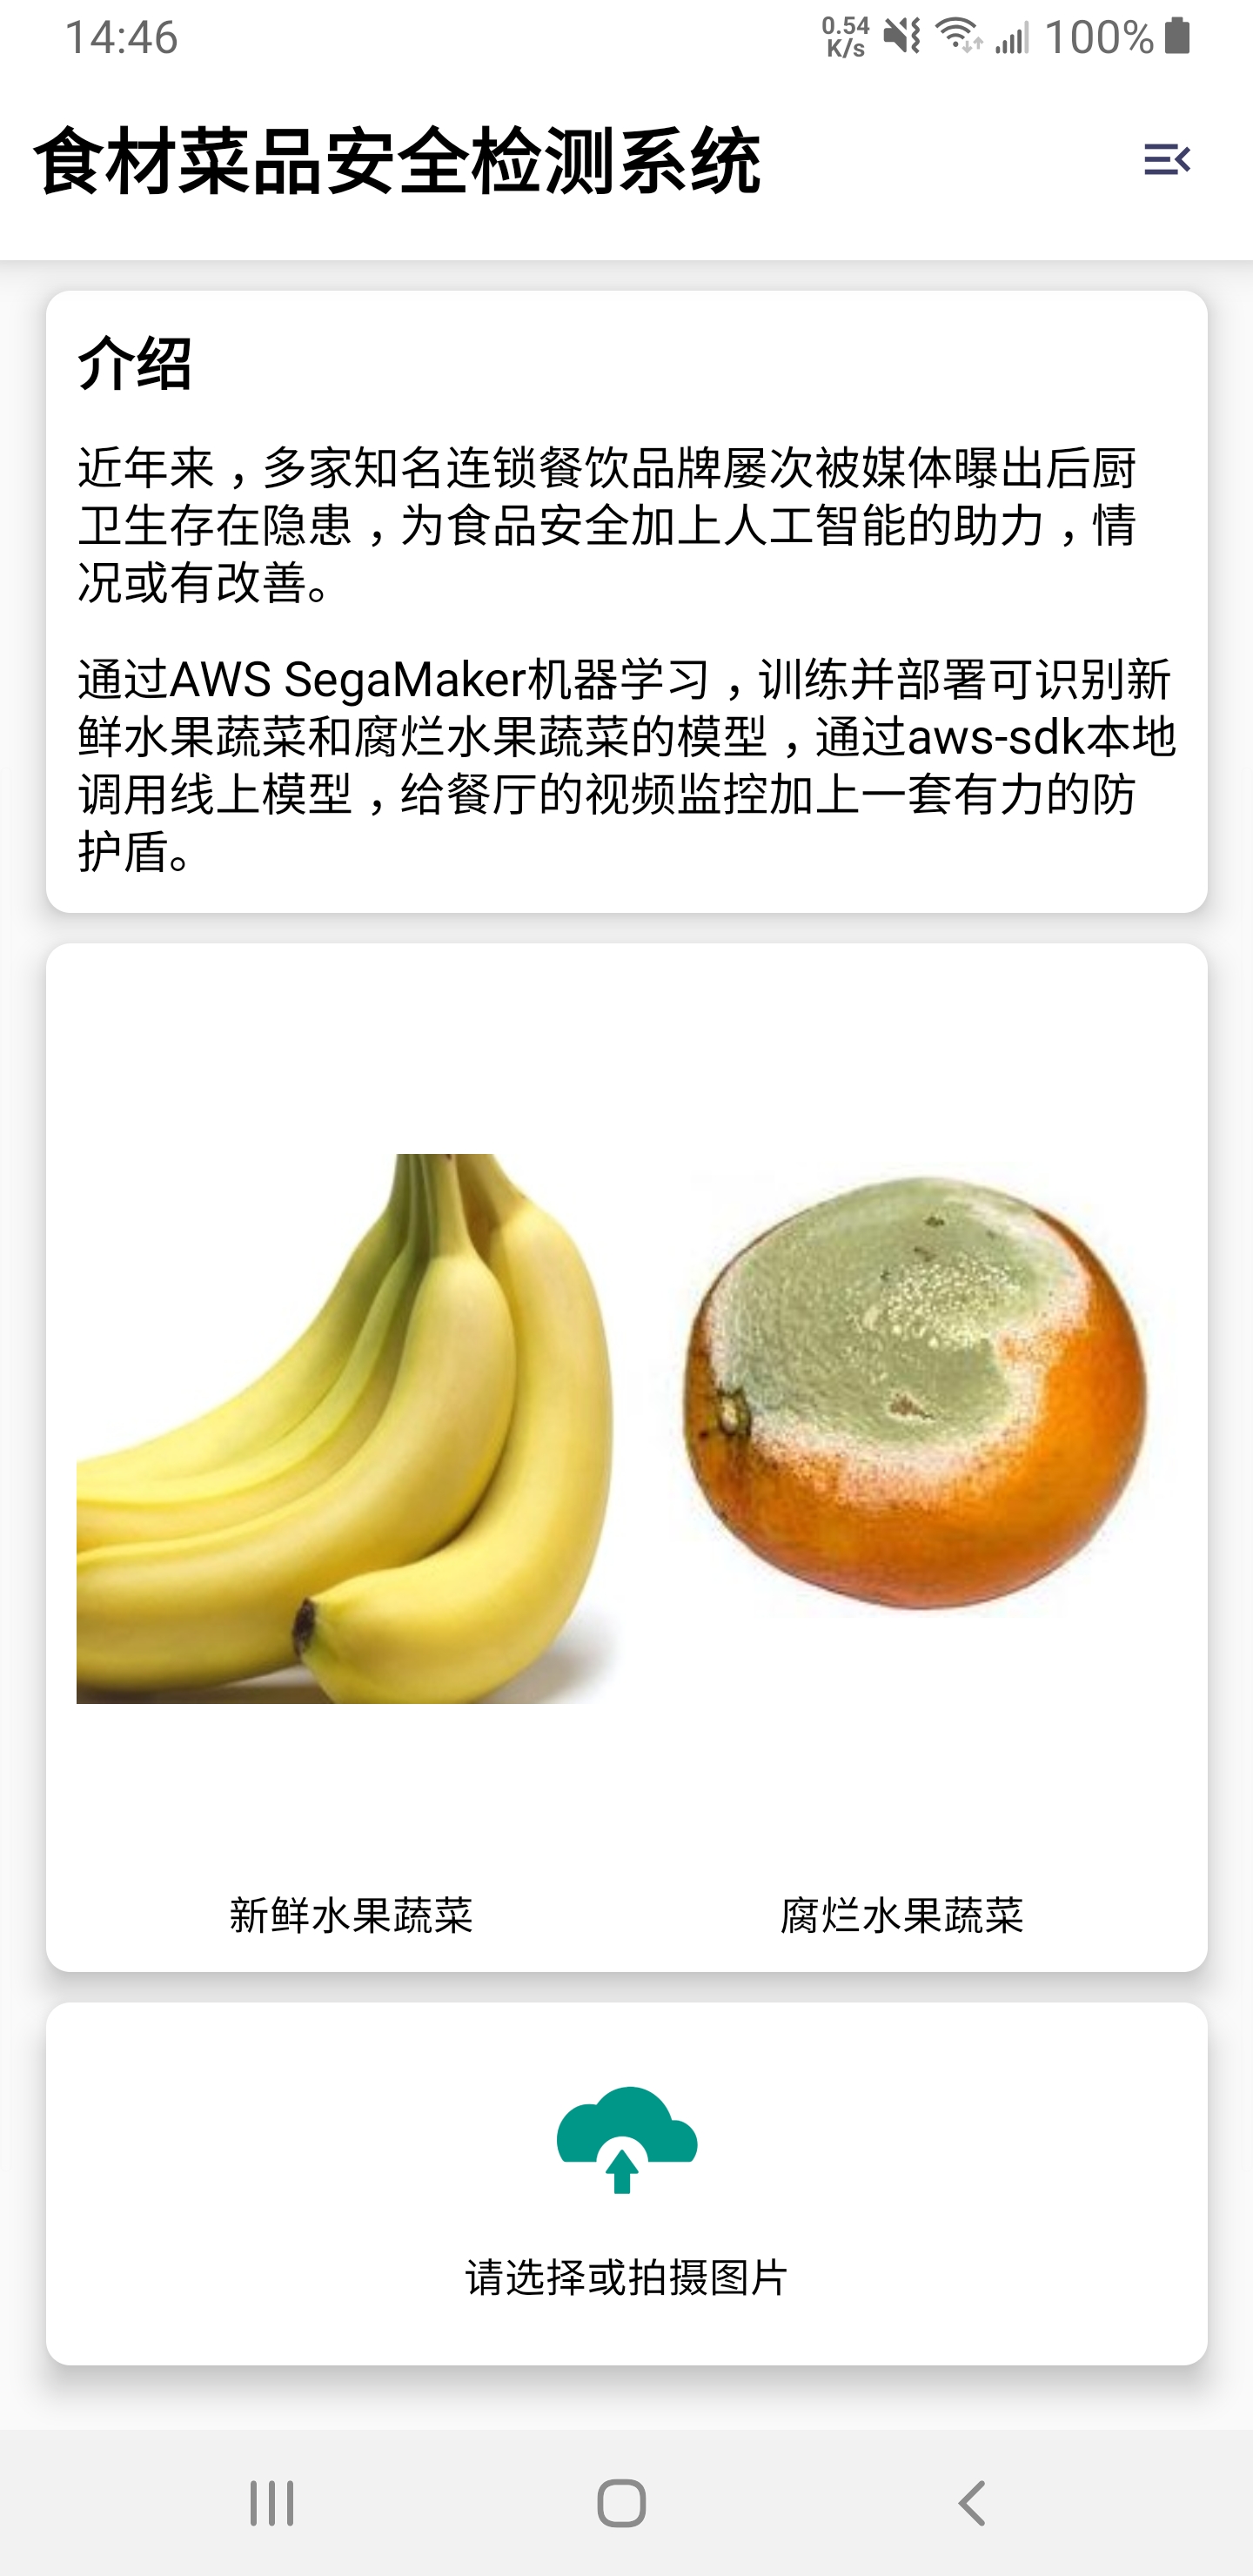 14:46
0.54
K/s
100%
食材菜品安全检测系统
介绍
近年来，多家知名连锁餐饮品牌屡次被媒体曝出后厨
卫生存在隐患，为食品安全加上人工智能的助力，情
况或有改善。
通过AWS SegaMaker机器学习，训练并部署可识别新
鲜水果蔬菜和腐烂水果蔬菜的模型，通过aws-sdk本地
调用线上模型，给餐厅的视频监控加上一套有力的防
护盾。
新鲜水果蔬菜
腐烂水果蔬菜
请选择或拍摄图片